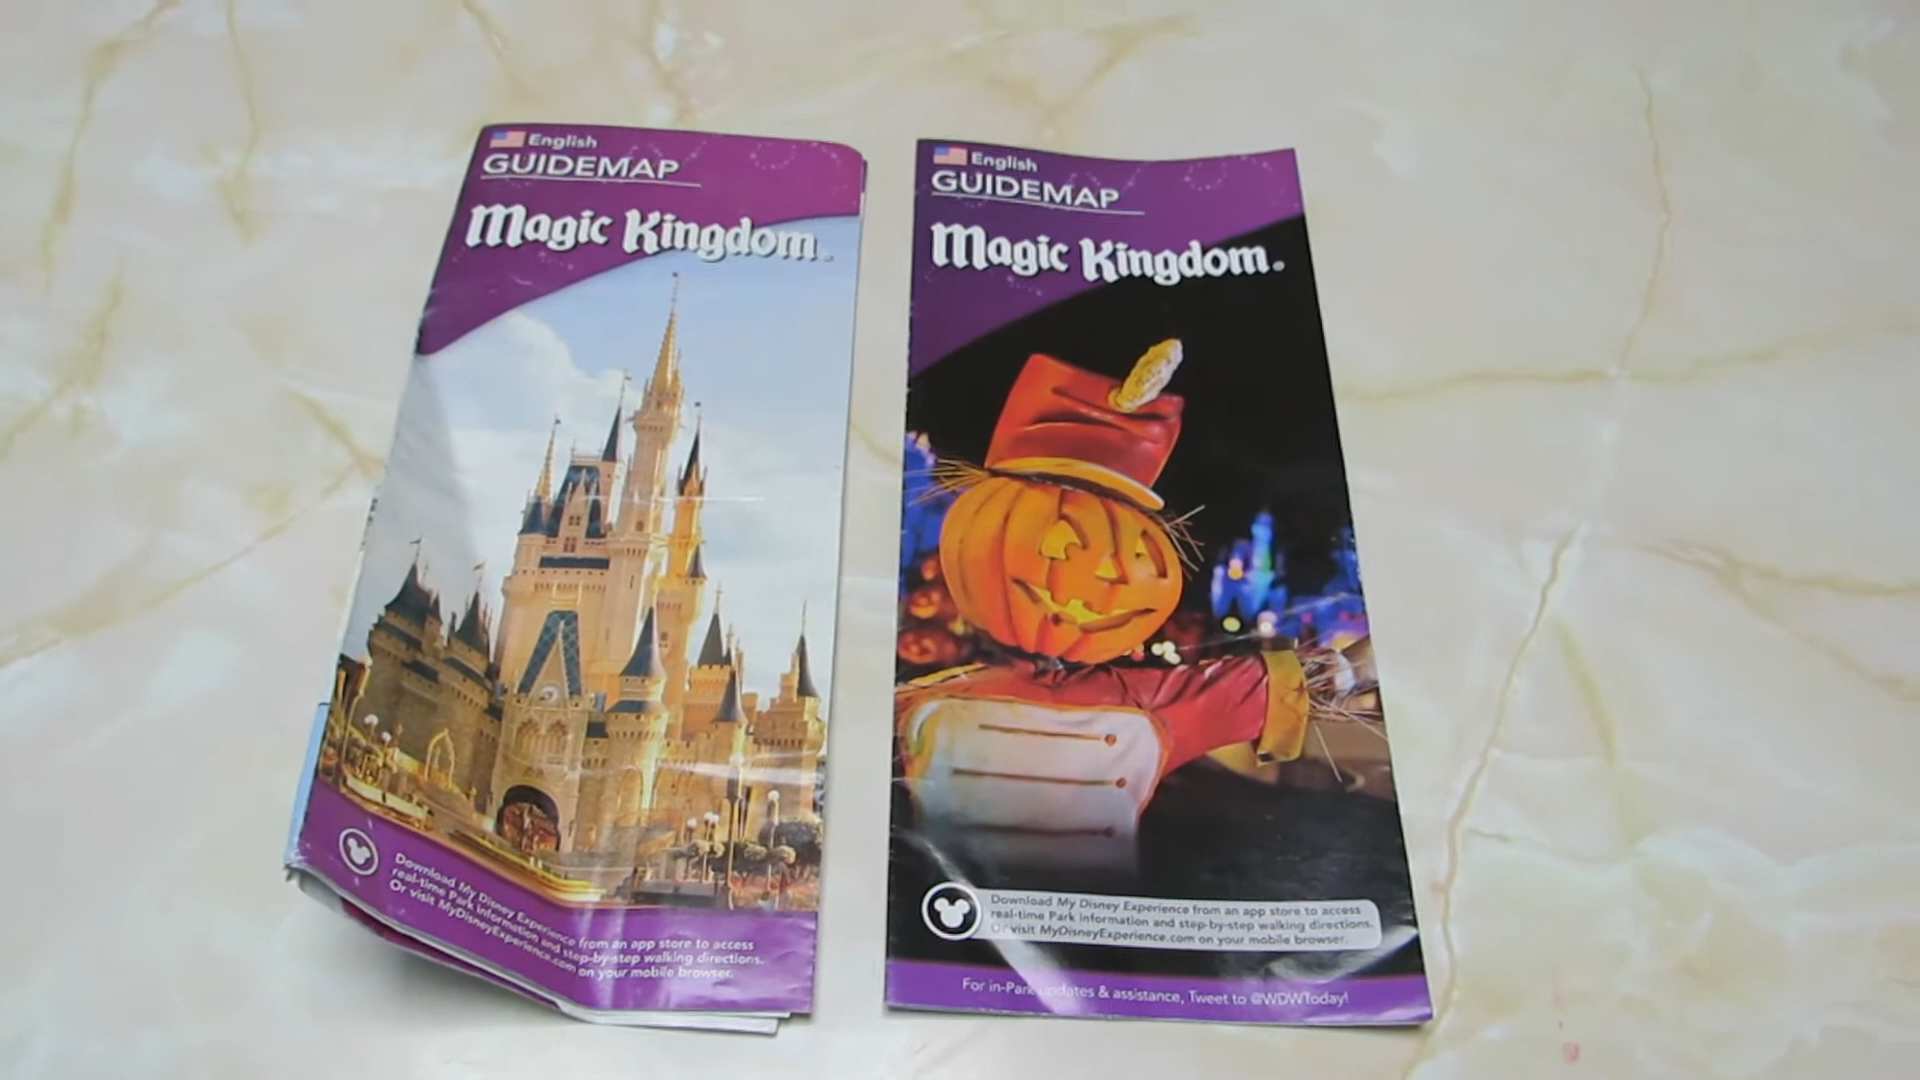 English
GUIDEMAP
Magic Kingdom.
Download My Disney Experience from an app store to access
real-time Park information and step-by-step walking directions.
Or visit MyDisneyExperience.com on your mobile browser.
English
GUIDEMAP
Magic Kingdom.
Download My Disney Experience from an app store to access
real-time Park information and step-by-step walking directions.
Or visit MyDisneyExperience.com on your mobile browser.
For in-Park updates & assistance, Tweet to @WDWToday!